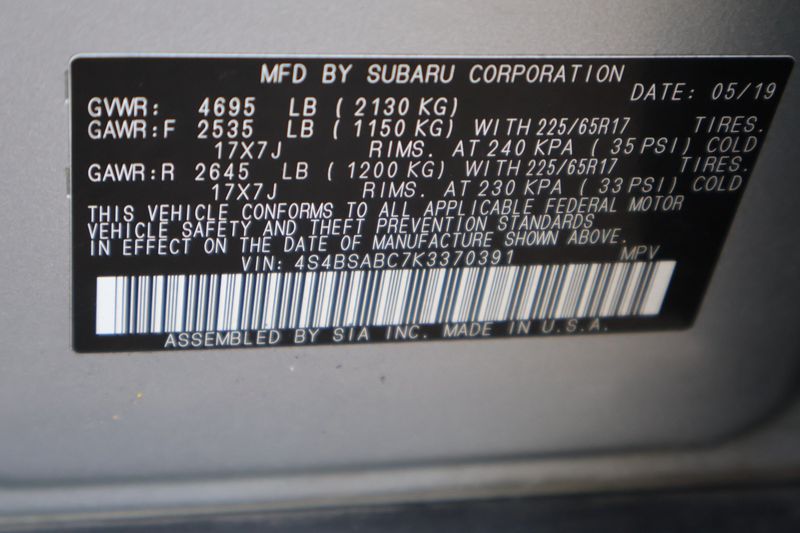 MFD BY SUBARU CORPORATION
DATE: 05/19
GVWR: 4695 LB ( 2130 KG)
GAWR:F 2535 LB ( 1150 KG) WITH 225/65R17 TIRES.
17X7J RIMS. AT 240 KPA ( 35 PSI) COLD
GAWR:R 2645 LB ( 1200 KG) WITH 225/65R17 TIRES.
17X7J RIMS. AT 230 KPA ( 33 PSI) COLD
THIS VEHICLE CONFORMS TO ALL APPLICABLE FEDERAL MOTOR
VEHICLE SAFETY AND THEFT PREVENTION STANDARDS
IN EFFECT ON THE DATE OF MANUFACTURE SHOWN ABOVE.
VIN: 4S4BSABC7K3370391 MPV
ASSEMBLED BY SIA INC. MADE IN U.S.A.